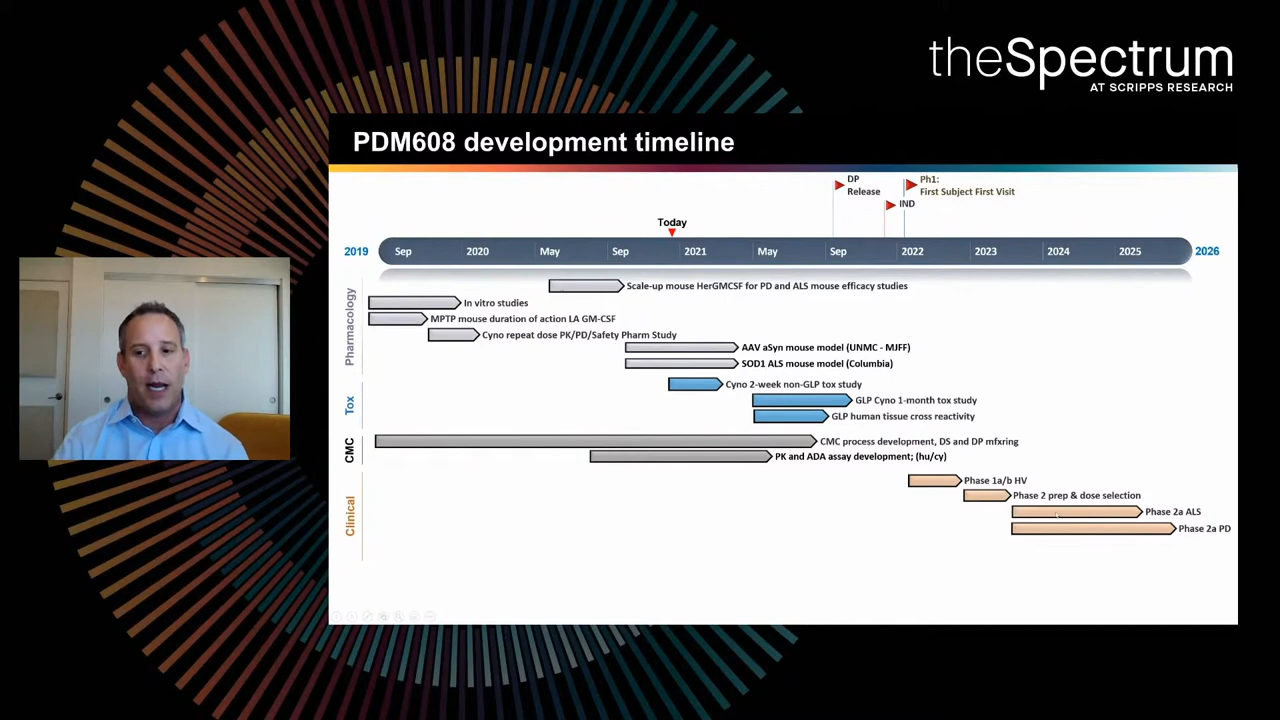 theSpectrum
AT SCRIPPS RESEARCH
PDM608 development timeline
DP
Release
Ph1:
First Subject First Visit
IND
Today
2019
Sep
2020
May
Sep
2021
May
Sep
2022
2023
2024
2025
2026
Pharmacology
Scale-up mouse HerGMCSF for PD and ALS mouse efficacy studies
In vitro studies
MPTP mouse duration of action LA GM-CSF
Cyno repeat dose PK/PD/Safety Pharm Study
AAV aSyn mouse model (UNMC - MJFF)
SOD1 ALS mouse model (Columbia)
Tox
Cyno 2-week non-GLP tox study
GLP Cyno 1-month tox study
GLP human tissue cross reactivity
CMC
CMC process development, DS and DP mfxring
PK and ADA assay development; (hu/cy)
Clinical
Phase 1a/b HV
Phase 2 prep & dose selection
Phase 2a ALS
Phase 2a PD